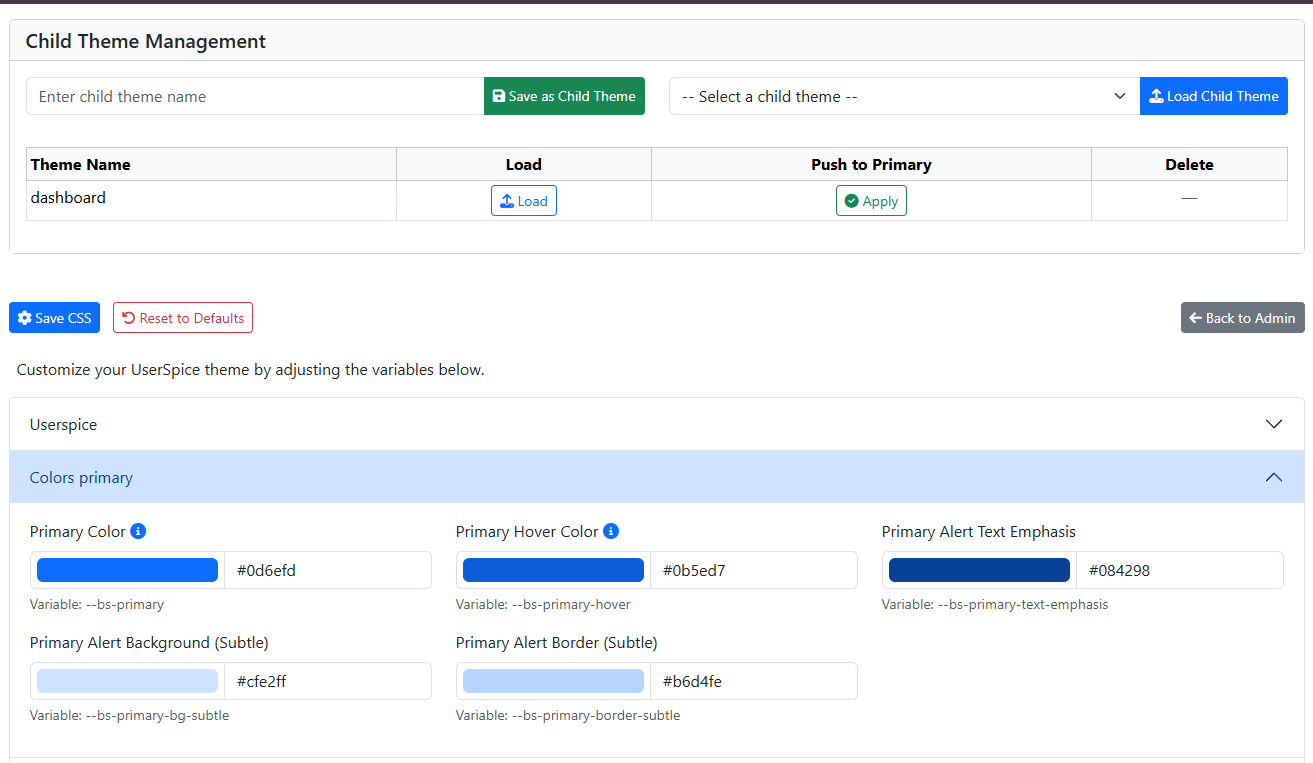 Child Theme Management
Enter child theme name Save as Child Theme -- Select a child theme -- Load Child Theme
Theme Name Load Push to Primary Delete
dashboard Load Apply —
Save CSS Reset to Defaults Back to Admin
Customize your UserSpice theme by adjusting the variables below.
Userspice
Colors primary
Primary Color Primary Hover Color Primary Alert Text Emphasis
#0d6efd #0b5ed7 #084298
Variable: --bs-primary Variable: --bs-primary-hover Variable: --bs-primary-text-emphasis
Primary Alert Background (Subtle) Primary Alert Border (Subtle)
#cfe2ff #b6d4fe
Variable: --bs-primary-bg-subtle Variable: --bs-primary-border-subtle